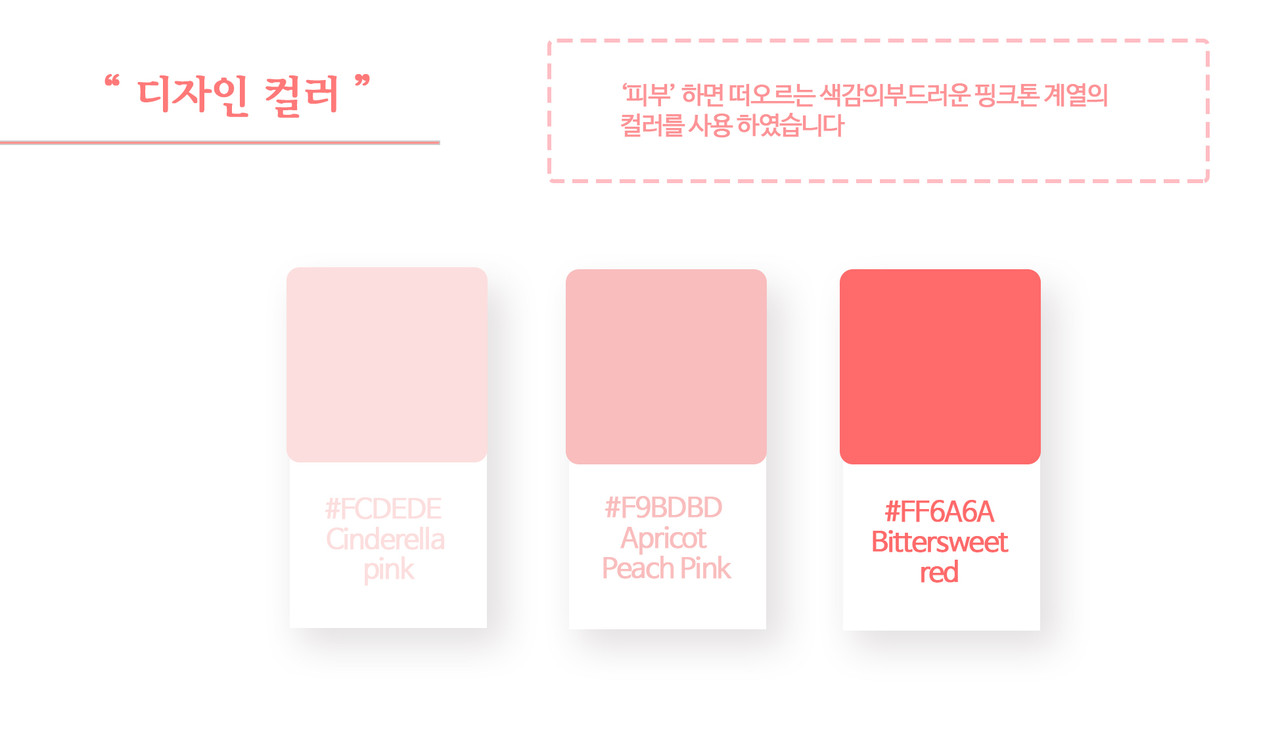 “ 디자인 컬러 ”
‘피부’ 하면 떠오르는 색감의부드러운 핑크톤 계열의
컬러를 사용 하였습니다
#FCDEDE
Cinderella
pink
#F9BDBD
Apricot
Peach Pink
#FF6A6A
Bittersweet
red